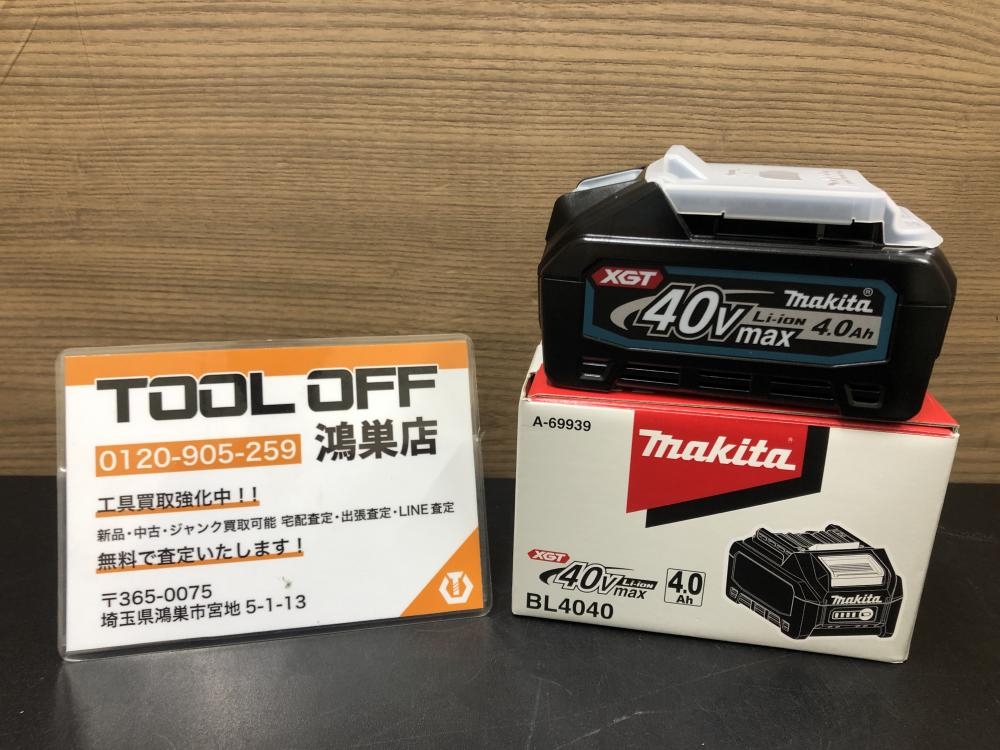 TOOL OFF
0120-905-259
鴻巣店
工具買取強化中!!
新品・中古・ジャンク買取可能 宅配査定・出張査定・LINE査定
無料で査定いたします!
〒365-0075
埼玉県鴻巣市宮地 5-1-13
XGT
40Vmax
makita®
Li-ion 4.0Ah
A-69939
makita®
XGT
40Vmax Li-ion
4.0
Ah
BL4040
makita